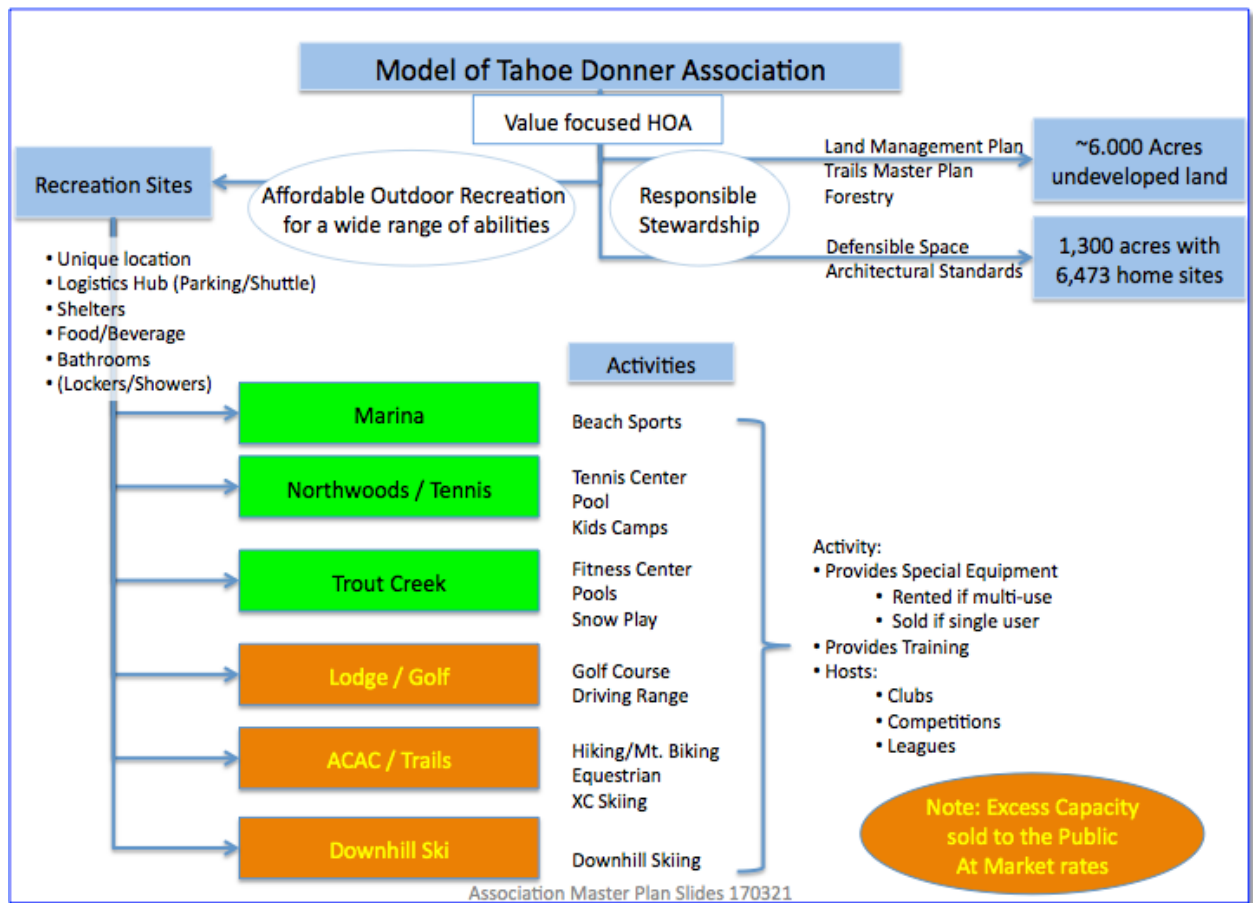 Model of Tahoe Donner Association
Value focused HOA
Recreation Sites
Affordable Outdoor Recreation
for a wide range of abilities
Responsible
Stewardship
Land Management Plan
Trails Master Plan
Forestry
~6.000 Acres
undeveloped land
Defensible Space
Architectural Standards
1,300 acres with
6,473 home sites
• Unique location
• Logistics Hub (Parking/Shuttle)
• Shelters
• Food/Beverage
• Bathrooms
• (Lockers/Showers)
Activities
Marina
Beach Sports
Northwoods / Tennis
Tennis Center
Pool
Kids Camps
Trout Creek
Fitness Center
Pools
Snow Play
Lodge / Golf
Golf Course
Driving Range
ACAC / Trails
Hiking/Mt. Biking
Equestrian
XC Skiing
Downhill Ski
Downhill Skiing
Activity:
• Provides Special Equipment
• Rented if multi-use
• Sold if single user
• Provides Training
• Hosts:
• Clubs
• Competitions
• Leagues
Note: Excess Capacity
sold to the Public
At Market rates
Association Master Plan Slides 170321